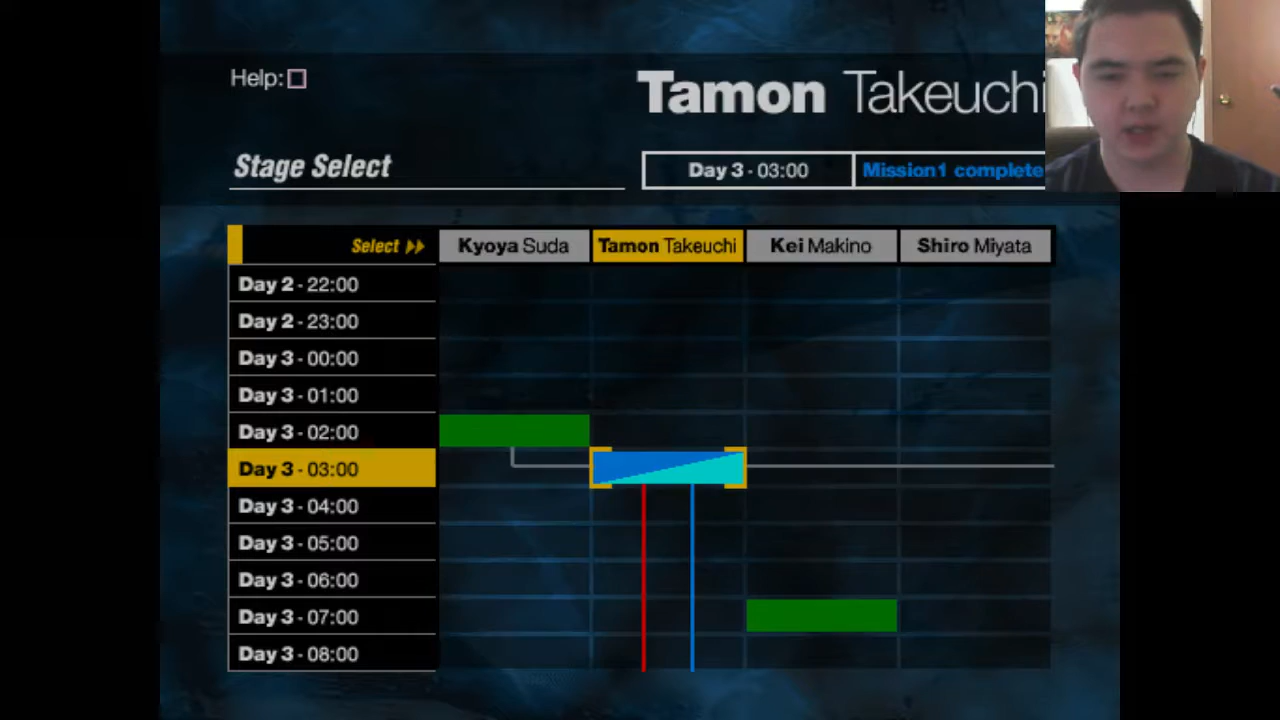 Help:
Tamon Takeuchi
Stage Select
Day 3 - 03:00
Mission1 complete
Select
Kyoya Suda
Tamon Takeuchi
Kei Makino
Shiro Miyata
Day 2 - 22:00
Day 2 - 23:00
Day 3 - 00:00
Day 3 - 01:00
Day 3 - 02:00
Day 3 - 03:00
Day 3 - 04:00
Day 3 - 05:00
Day 3 - 06:00
Day 3 - 07:00
Day 3 - 08:00